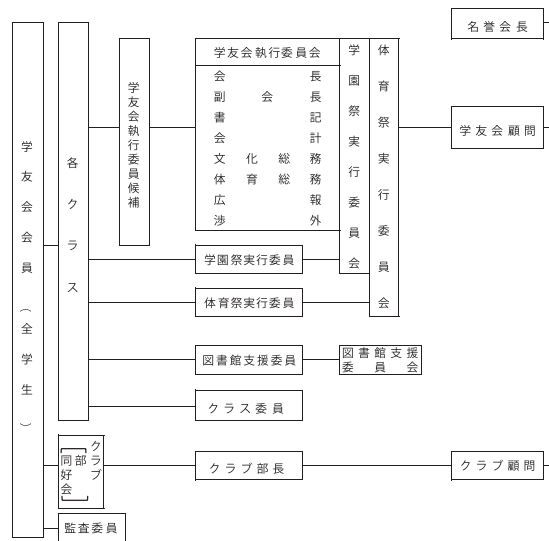 学友会会員（全学生）
各クラス
学友会執行委員候補
学友会執行委員会
会長
副会長
書記
会計
文化総務
体育総務
広報
渉外
学園祭実行委員会
体育祭実行委員会
名誉会長
学友会顧問
学園祭実行委員
体育祭実行委員
図書館支援委員
図書館支援
委員会
クラス委員
クラブ
部
同好会
クラブ部長
クラブ顧問
監査委員